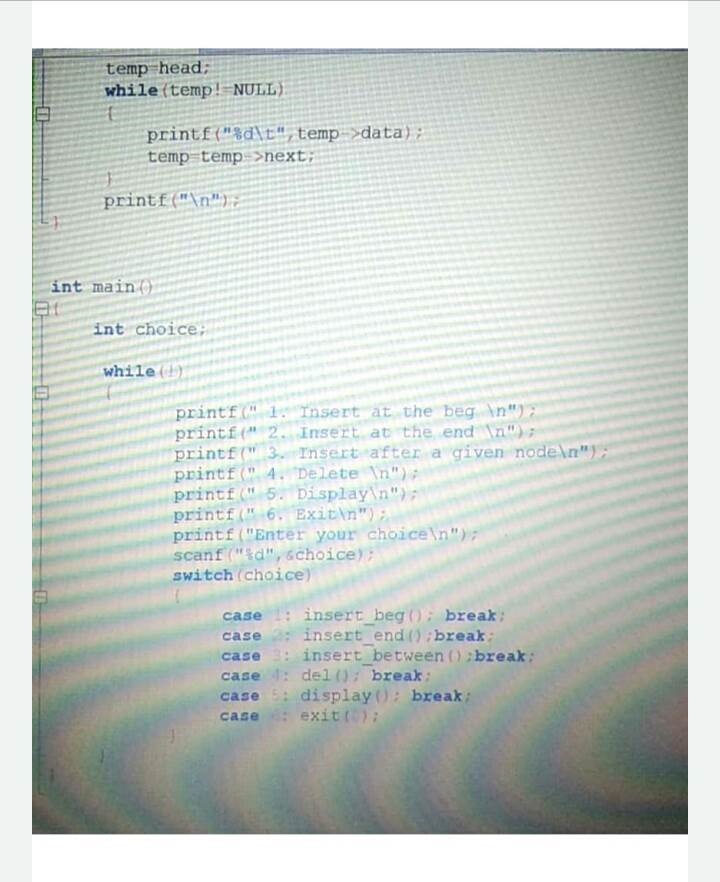 temp=head;
while(temp!=NULL)
{
printf("%d\t",temp->data);
temp=temp->next;
}
printf("\n");
}
int main()
{
int choice;
while(1)
{
printf(" 1. Insert at the beg \n");
printf(" 2. Insert at the end \n");
printf(" 3. Insert after a given node\n");
printf(" 4. Delete \n");
printf(" 5. Display\n");
printf(" 6. Exit\n");
printf("Enter your choice\n");
scanf("%d",&choice);
switch(choice)
{
case 1: insert_beg(); break;
case 2: insert_end();break;
case 3: insert_between();break;
case 4: del(); break;
case 5: display(); break;
case : exit( );
}
}
}